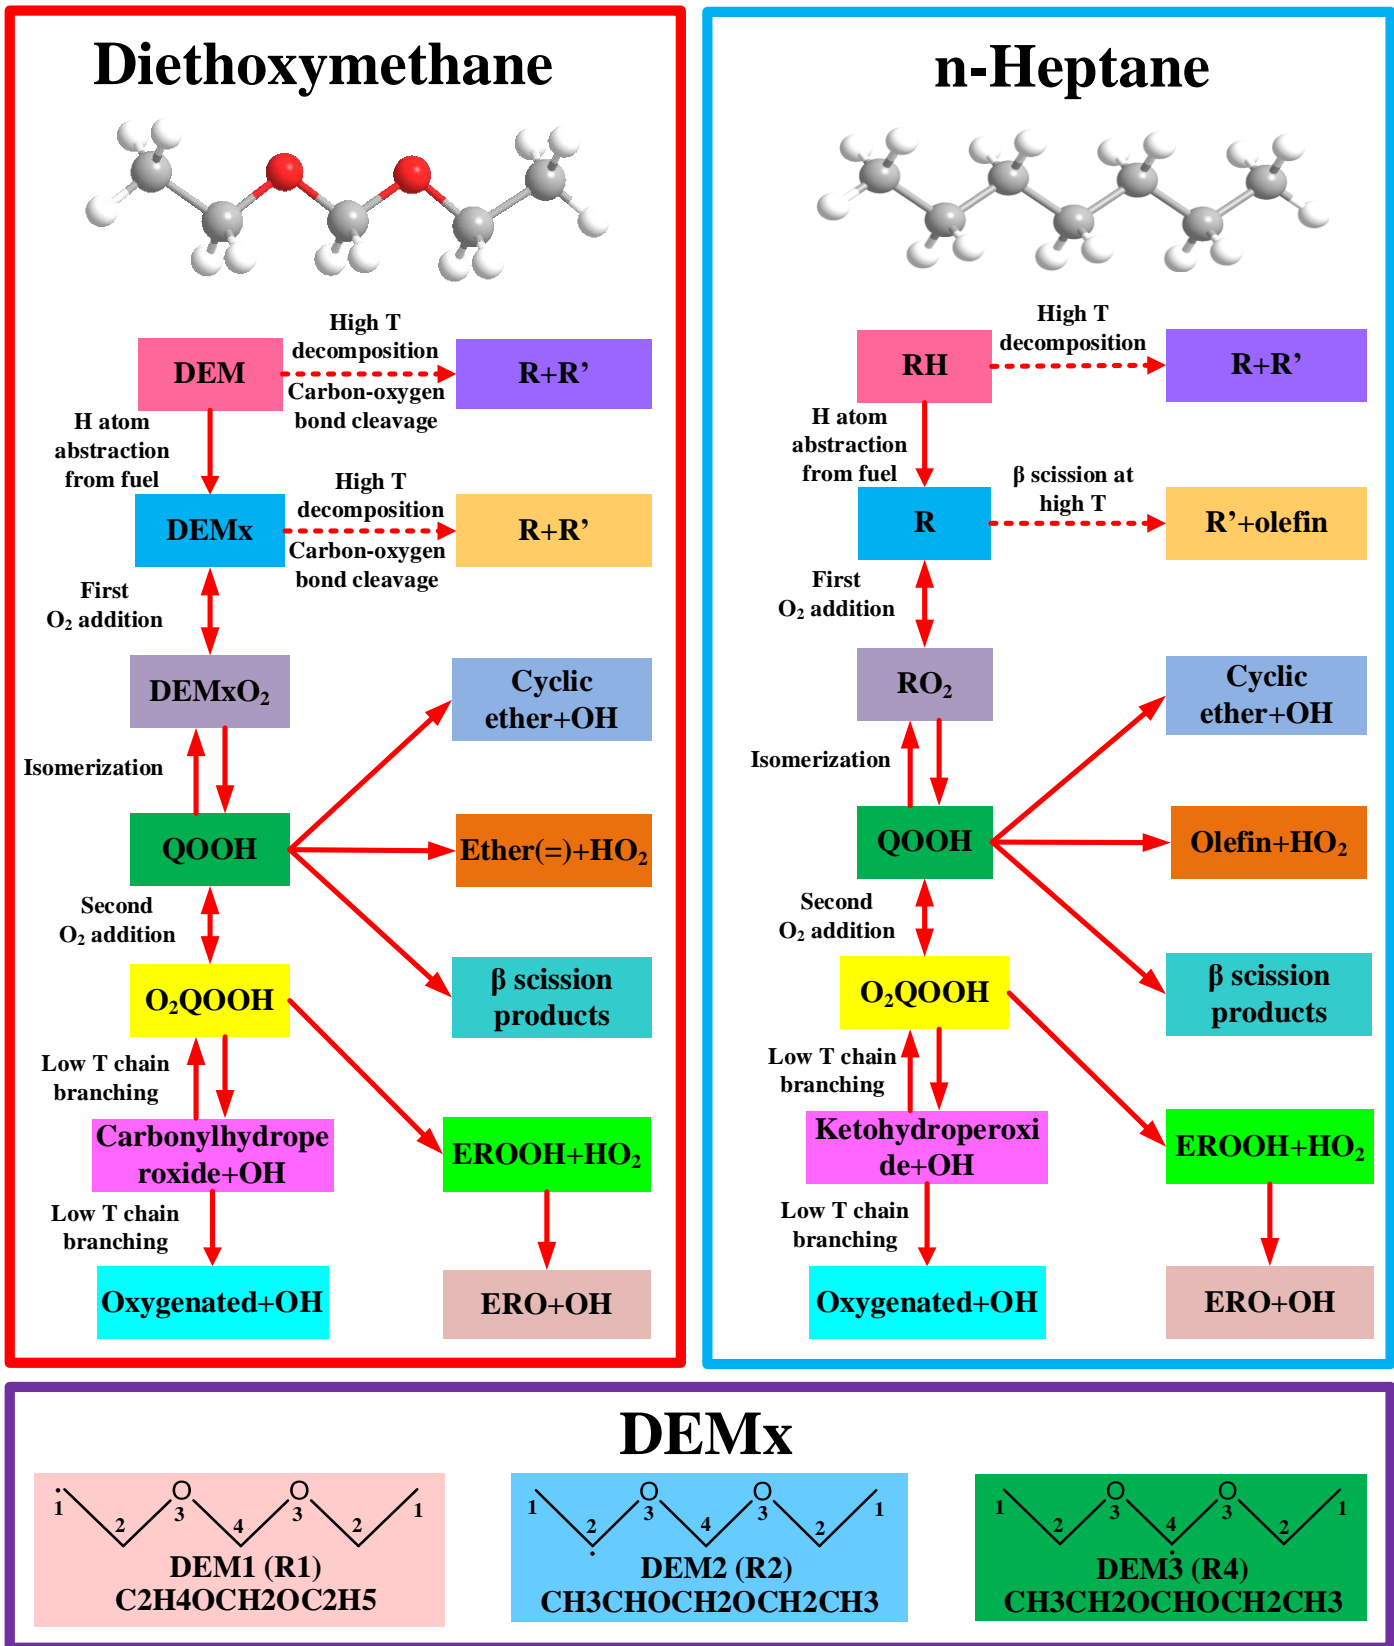 Diethoxymethane
DEM
High T
decomposition
Carbon-oxygen
bond cleavage
R+R’
H atom
abstraction
from fuel
DEMx
High T
decomposition
Carbon-oxygen
bond cleavage
R+R’
First
O₂ addition
DEMxO₂
Cyclic
ether+OH
Isomerization
QOOH
Ether(=)+HO₂
Second
O₂ addition
O₂QOOH
β scission
products
Low T chain
branching
Carbonylhydrope
roxide+OH
EROOH+HO₂
Low T chain
branching
Oxygenated+OH
ERO+OH
n-Heptane
RH
High T
decomposition
R+R’
H atom
abstraction
from fuel
R
β scission at
high T
R’+olefin
First
O₂ addition
RO₂
Cyclic
ether+OH
Isomerization
QOOH
Olefin+HO₂
Second
O₂ addition
O₂QOOH
β scission
products
Low T chain
branching
Ketohydroperoxi
de+OH
EROOH+HO₂
Low T chain
branching
Oxygenated+OH
ERO+OH
DEMx
1 2 O 3 4 O 3 2 1
DEM1 (R1)
C2H4OCH2OC2H5
1 2 O 3 4 O 3 2 1
DEM2 (R2)
CH3CHOCH2OCH2CH3
1 2 O 3 4 O 3 2 1
DEM3 (R4)
CH3CH2OCHOCH2CH3